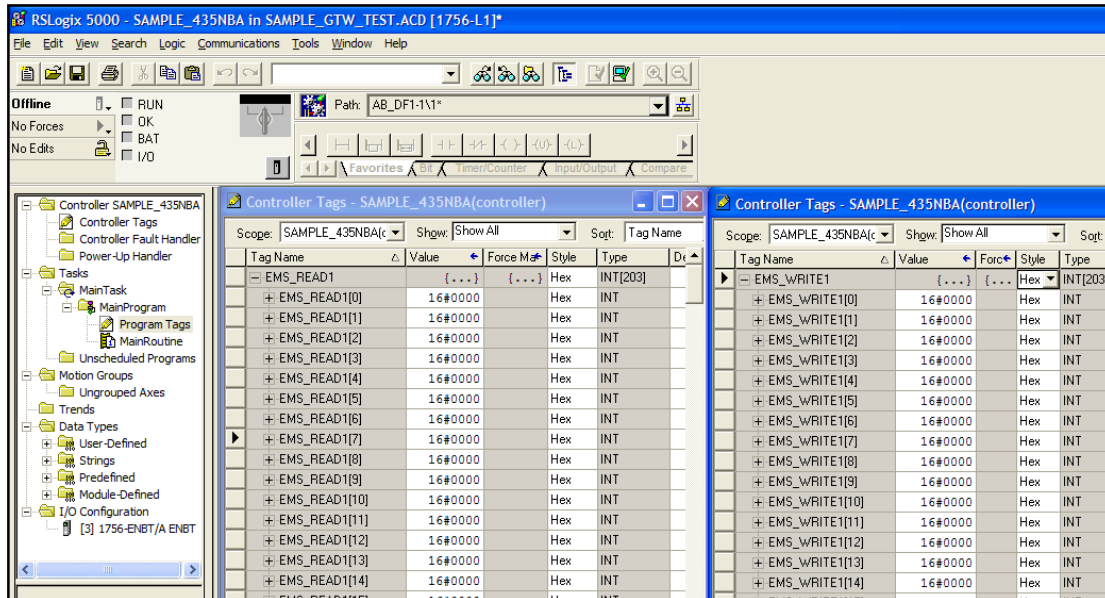 RSLogix 5000 - SAMPLE_435NBA in SAMPLE_GTW_TEST.ACD [1756-L1]*
File Edit View Search Logic Communications Tools Window Help
Offline
RUN
No Forces
OK
No Edits
BAT
I/O
Path: AB_DF1-1\1*
Favorites Bit Timer/Counter Input/Output Compare
Controller SAMPLE_435NBA
Controller Tags
Controller Fault Handler
Power-Up Handler
Tasks
MainTask
MainProgram
Program Tags
MainRoutine
Unscheduled Programs
Motion Groups
Ungrouped Axes
Trends
Data Types
User-Defined
Strings
Predefined
Module-Defined
I/O Configuration
[3] 1756-ENBT/A ENBT
Controller Tags - SAMPLE_435NBA(controller)
Scope: SAMPLE_435NBA(c Show: Show All Sort: Tag Name
Tag Name Value Force Mas Style Type De
EMS_READ1 {...} {...} Hex INT[203]
EMS_READ1[0] 16#0000 Hex INT
EMS_READ1[1] 16#0000 Hex INT
EMS_READ1[2] 16#0000 Hex INT
EMS_READ1[3] 16#0000 Hex INT
EMS_READ1[4] 16#0000 Hex INT
EMS_READ1[5] 16#0000 Hex INT
EMS_READ1[6] 16#0000 Hex INT
EMS_READ1[7] 16#0000 Hex INT
EMS_READ1[8] 16#0000 Hex INT
EMS_READ1[9] 16#0000 Hex INT
EMS_READ1[10] 16#0000 Hex INT
EMS_READ1[11] 16#0000 Hex INT
EMS_READ1[12] 16#0000 Hex INT
EMS_READ1[13] 16#0000 Hex INT
EMS_READ1[14] 16#0000 Hex INT
Controller Tags - SAMPLE_435NBA(controller)
Scope: SAMPLE_435NBA(c Show: Show All Sort:
Tag Name Value Forc Style Type
EMS_WRITE1 {...} {... Hex INT[203
EMS_WRITE1[0] 16#0000 Hex INT
EMS_WRITE1[1] 16#0000 Hex INT
EMS_WRITE1[2] 16#0000 Hex INT
EMS_WRITE1[3] 16#0000 Hex INT
EMS_WRITE1[4] 16#0000 Hex INT
EMS_WRITE1[5] 16#0000 Hex INT
EMS_WRITE1[6] 16#0000 Hex INT
EMS_WRITE1[7] 16#0000 Hex INT
EMS_WRITE1[8] 16#0000 Hex INT
EMS_WRITE1[9] 16#0000 Hex INT
EMS_WRITE1[10] 16#0000 Hex INT
EMS_WRITE1[11] 16#0000 Hex INT
EMS_WRITE1[12] 16#0000 Hex INT
EMS_WRITE1[13] 16#0000 Hex INT
EMS_WRITE1[14] 16#0000 Hex INT